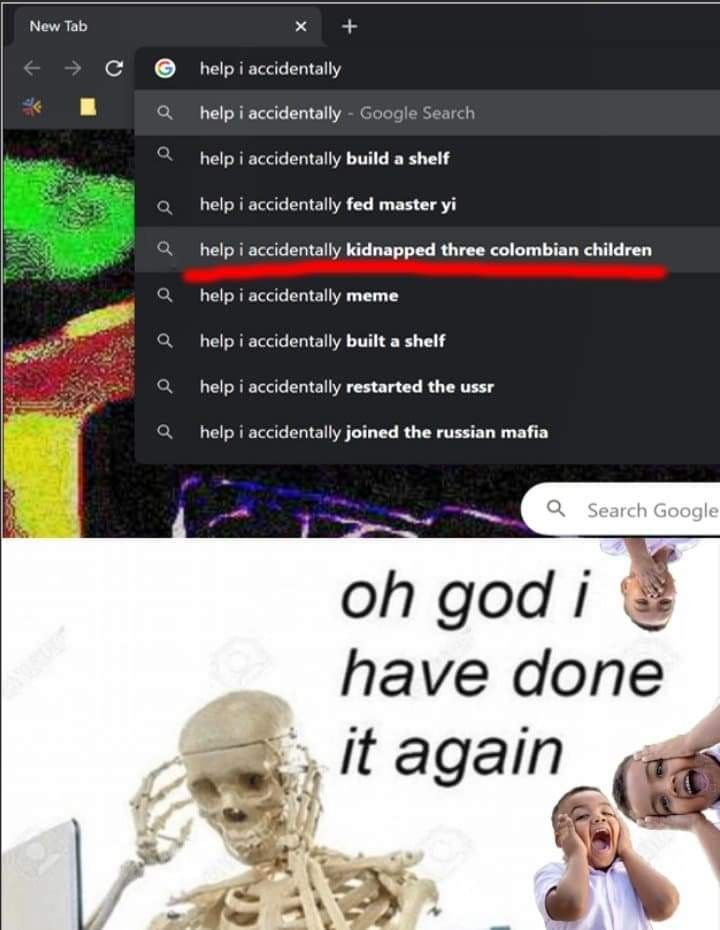 New Tab
help i accidentally
help i accidentally - Google Search
help i accidentally build a shelf
help i accidentally fed master yi
help i accidentally kidnapped three colombian children
help i accidentally meme
help i accidentally built a shelf
help i accidentally restarted the ussr
help i accidentally joined the russian mafia
Search Google
oh god i
have done
it again